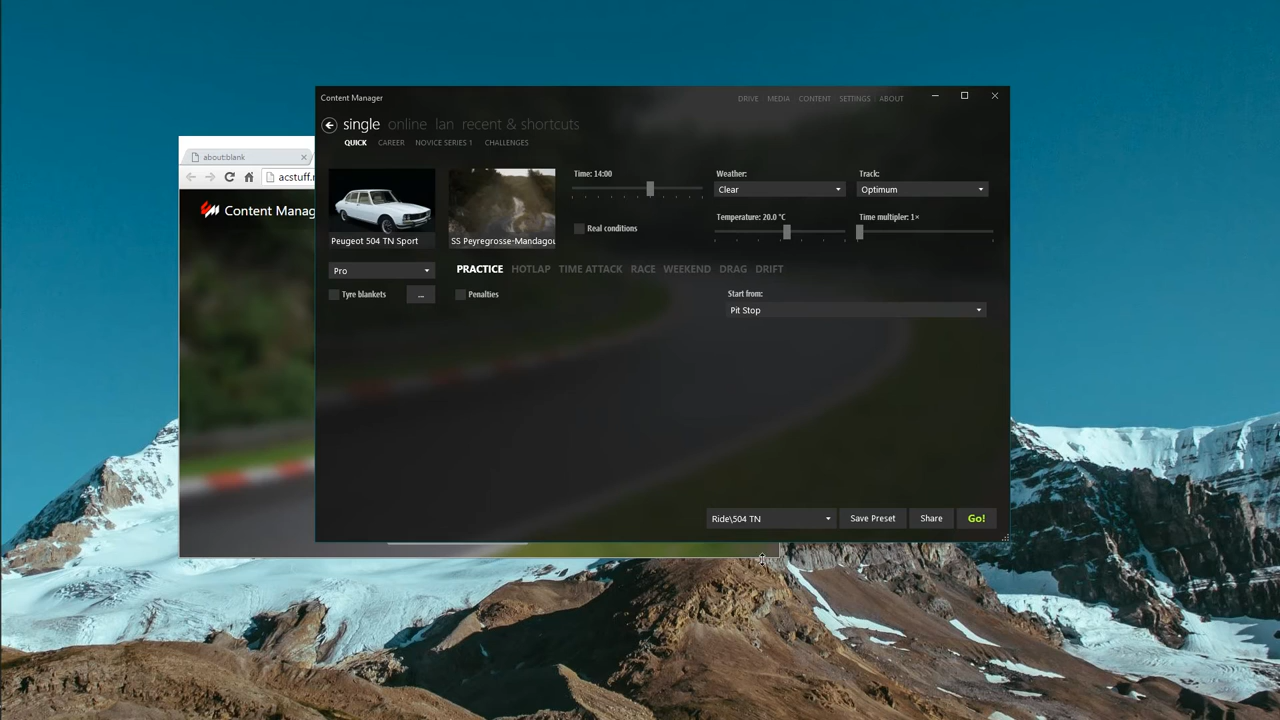 Content Manager
DRIVE MEDIA CONTENT SETTINGS ABOUT
single online lan recent & shortcuts
QUICK CAREER NOVICE SERIES 1 CHALLENGES
about:blank
acstuff.
Content Manag
Peugeot 504 TN Sport
SS Peyregrosse-Mandagou
Time: 14:00
Weather:
Track:
Clear
Optimum
Real conditions
Temperature: 20.0 °C
Time multipler: 1×
Pro
PRACTICE HOTLAP TIME ATTACK RACE WEEKEND DRAG DRIFT
Tyre blankets
...
Penalties
Start from:
Pit Stop
Ride\504 TN
Save Preset
Share
Go!